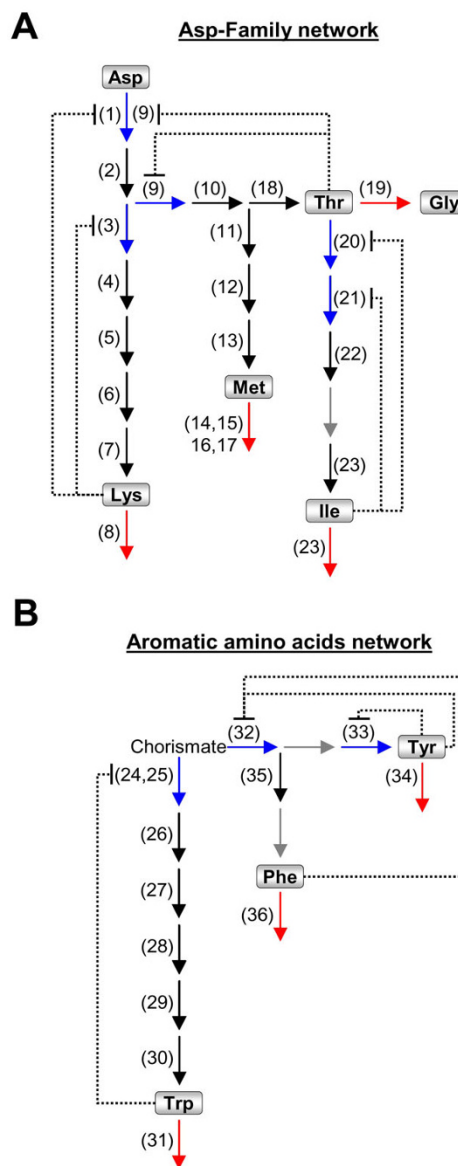 A
Asp-Family network
Asp
(1) (9)
(2)
(9) (10) (18) Thr (19) Gly
(3) (11) (20)
(4) (12) (21)
(5) (13) (22)
(6) Met
(14,15)
16,17
(7) (23)
Lys Ile
(8) (23)
B
Aromatic amino acids network
(32) (33)
Chorismate Tyr
(24,25) (35) (34)
(26)
(27) Phe
(36)
(28)
(29)
(30)
Trp
(31)